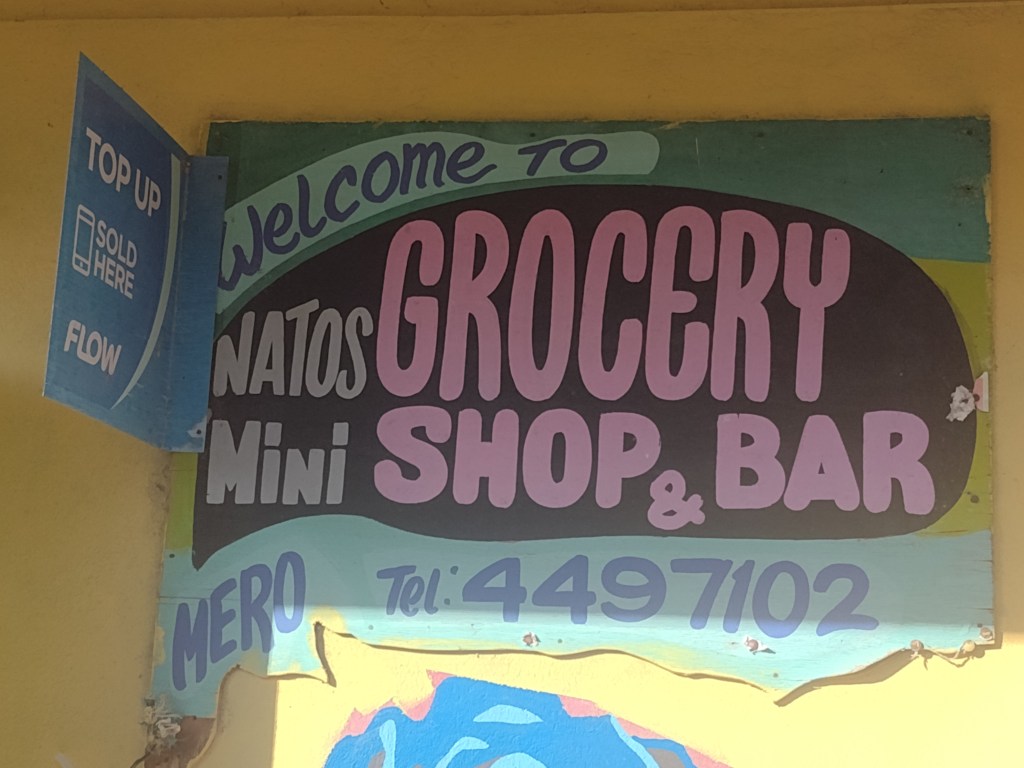 TOP UP
SOLD
HERE
FLOW
Welcome TO
NATOS GROCERY
Mini SHOP & BAR
MERO Tel: 4497102